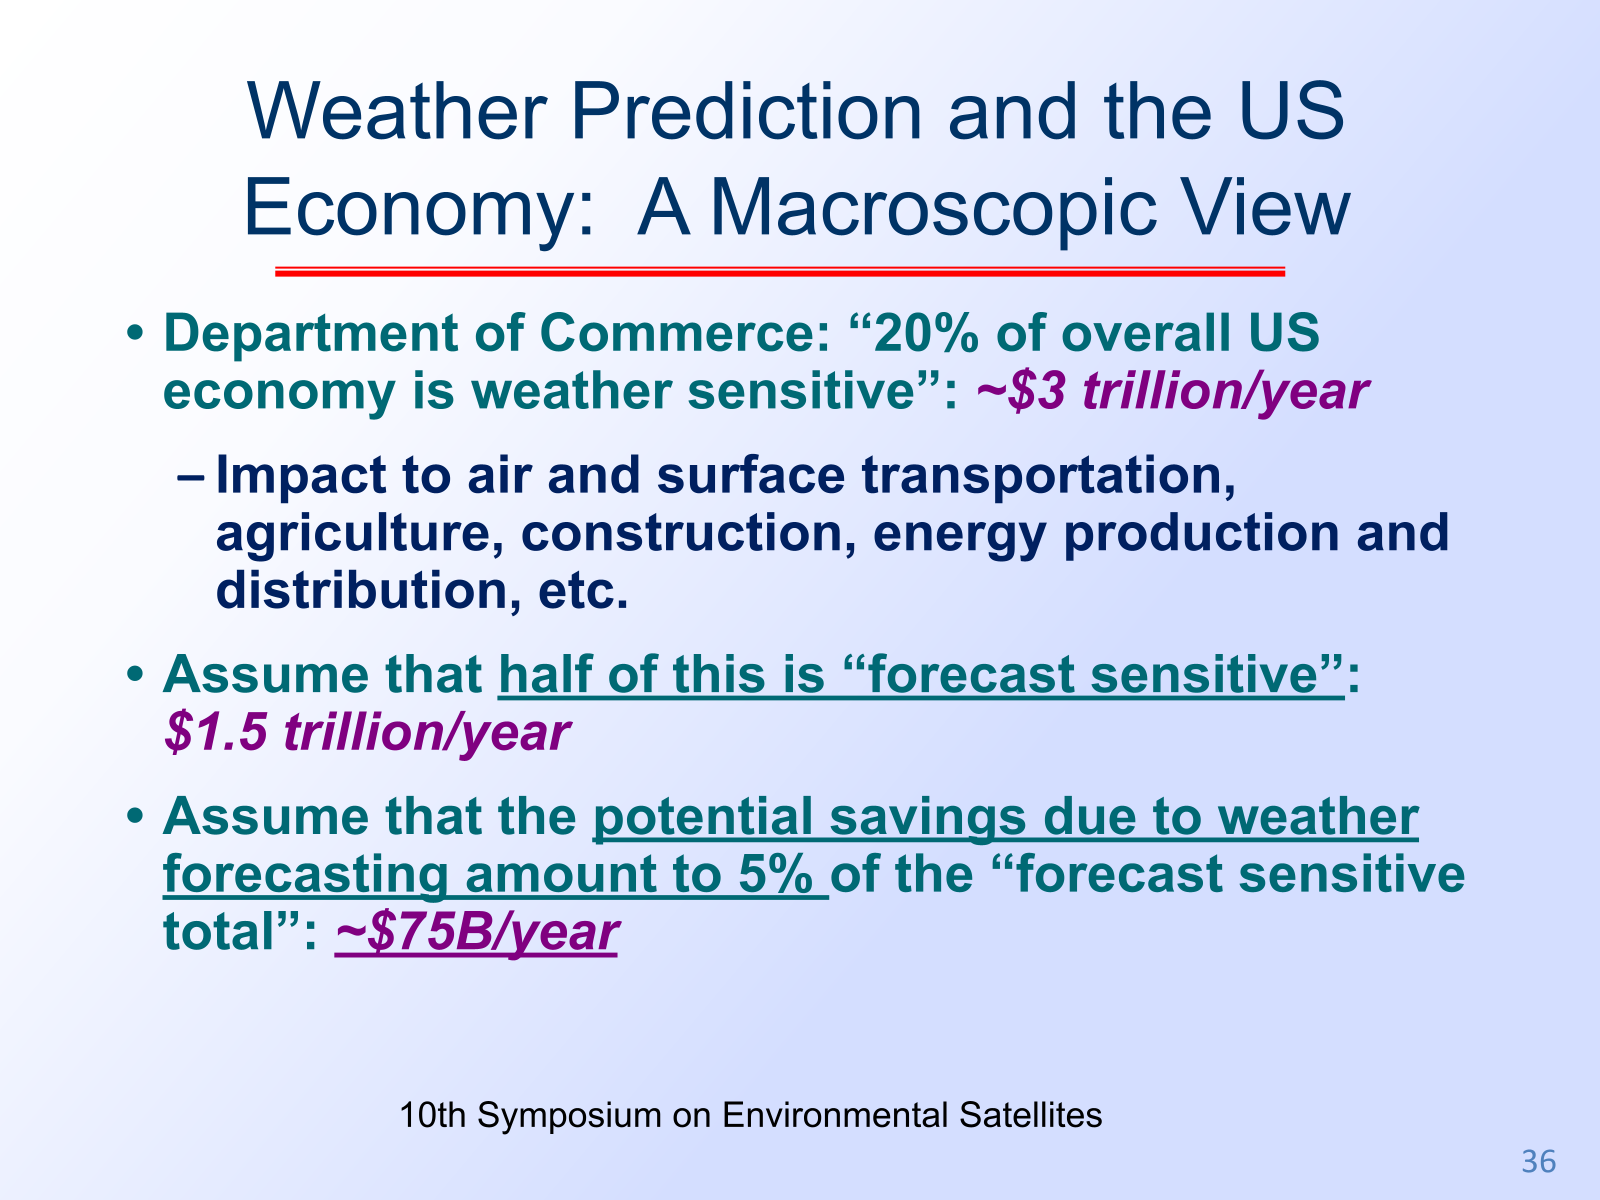 Weather Prediction and the US
Economy:  A Macroscopic View
• Department of Commerce: “20% of overall US
economy is weather sensitive”: ~$3 trillion/year
– Impact to air and surface transportation,
agriculture, construction, energy production and
distribution, etc.
• Assume that half of this is “forecast sensitive”:
$1.5 trillion/year
• Assume that the potential savings due to weather
forecasting amount to 5% of the “forecast sensitive
total”: ~$75B/year
10th Symposium on Environmental Satellites
36